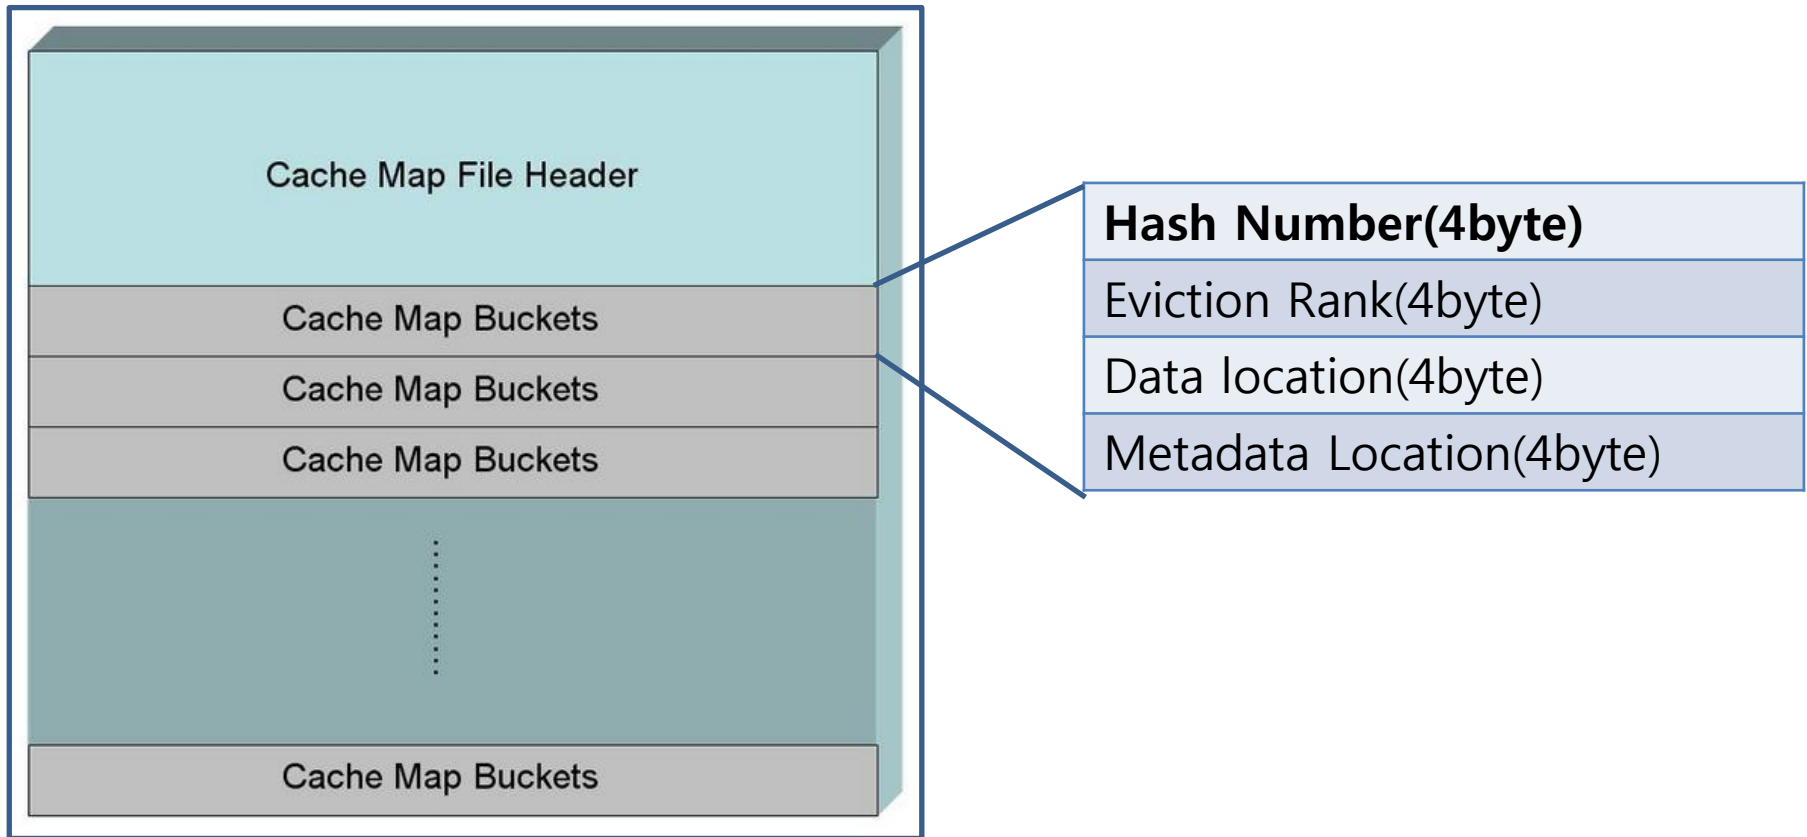 Cache Map File Header
Cache Map Buckets
Cache Map Buckets
Cache Map Buckets
Cache Map Buckets
Hash Number(4byte)
Eviction Rank(4byte)
Data location(4byte)
Metadata Location(4byte)